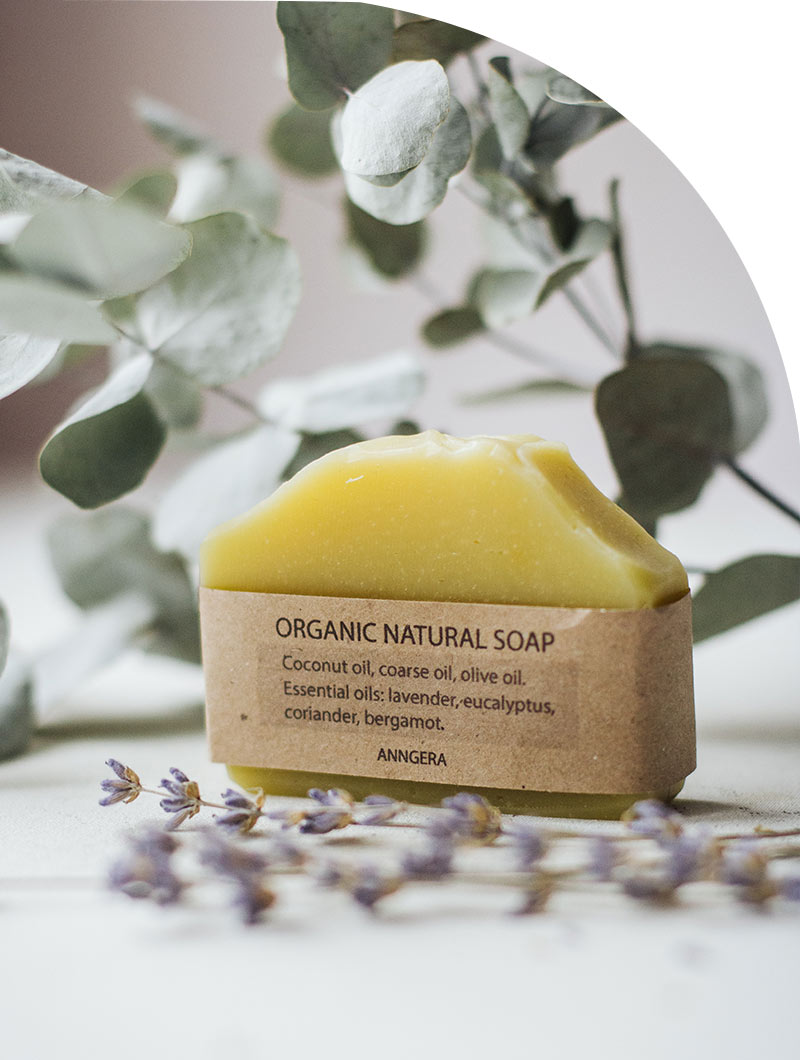 ORGANIC NATURAL SOAP
Coconut oil, coarse oil, olive oil.
Essential oils: lavender, eucalyptus,
coriander, bergamot.
ANNGERA